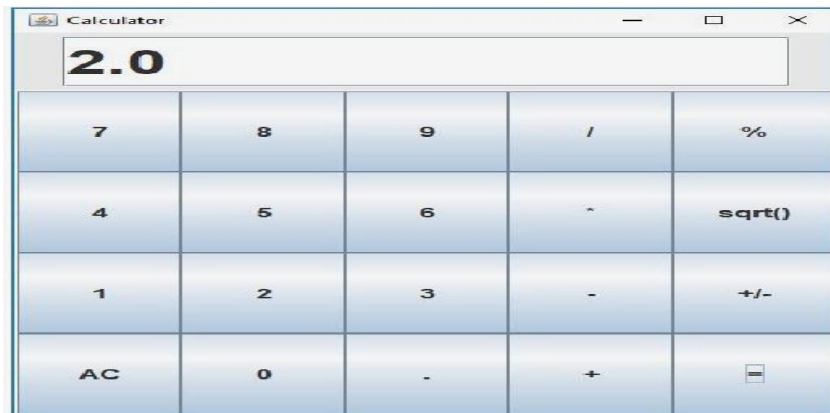 Calculator
2.0
7 8 9 / %
4 5 6 * sqrt()
1 2 3 - +/-
AC 0 . + =